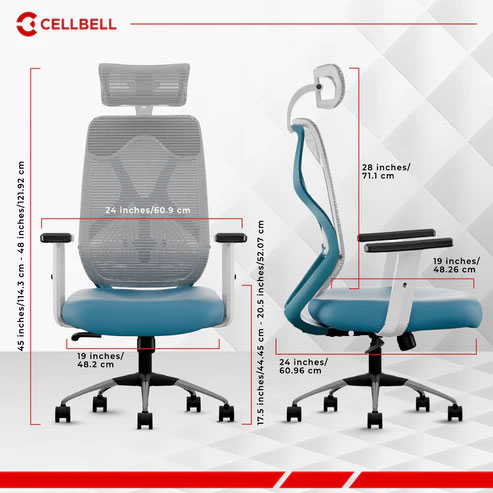 CELLBELL
45 inches/114.3 cm - 48 inches/121.92 cm
24 inches/60.9 cm
19 inches/
48.2 cm
17.5 inches/44.45 cm - 20.5 inches/52.07 cm
28 inches/
71.1 cm
19 inches/
48.26 cm
24 inches/
60.96 cm